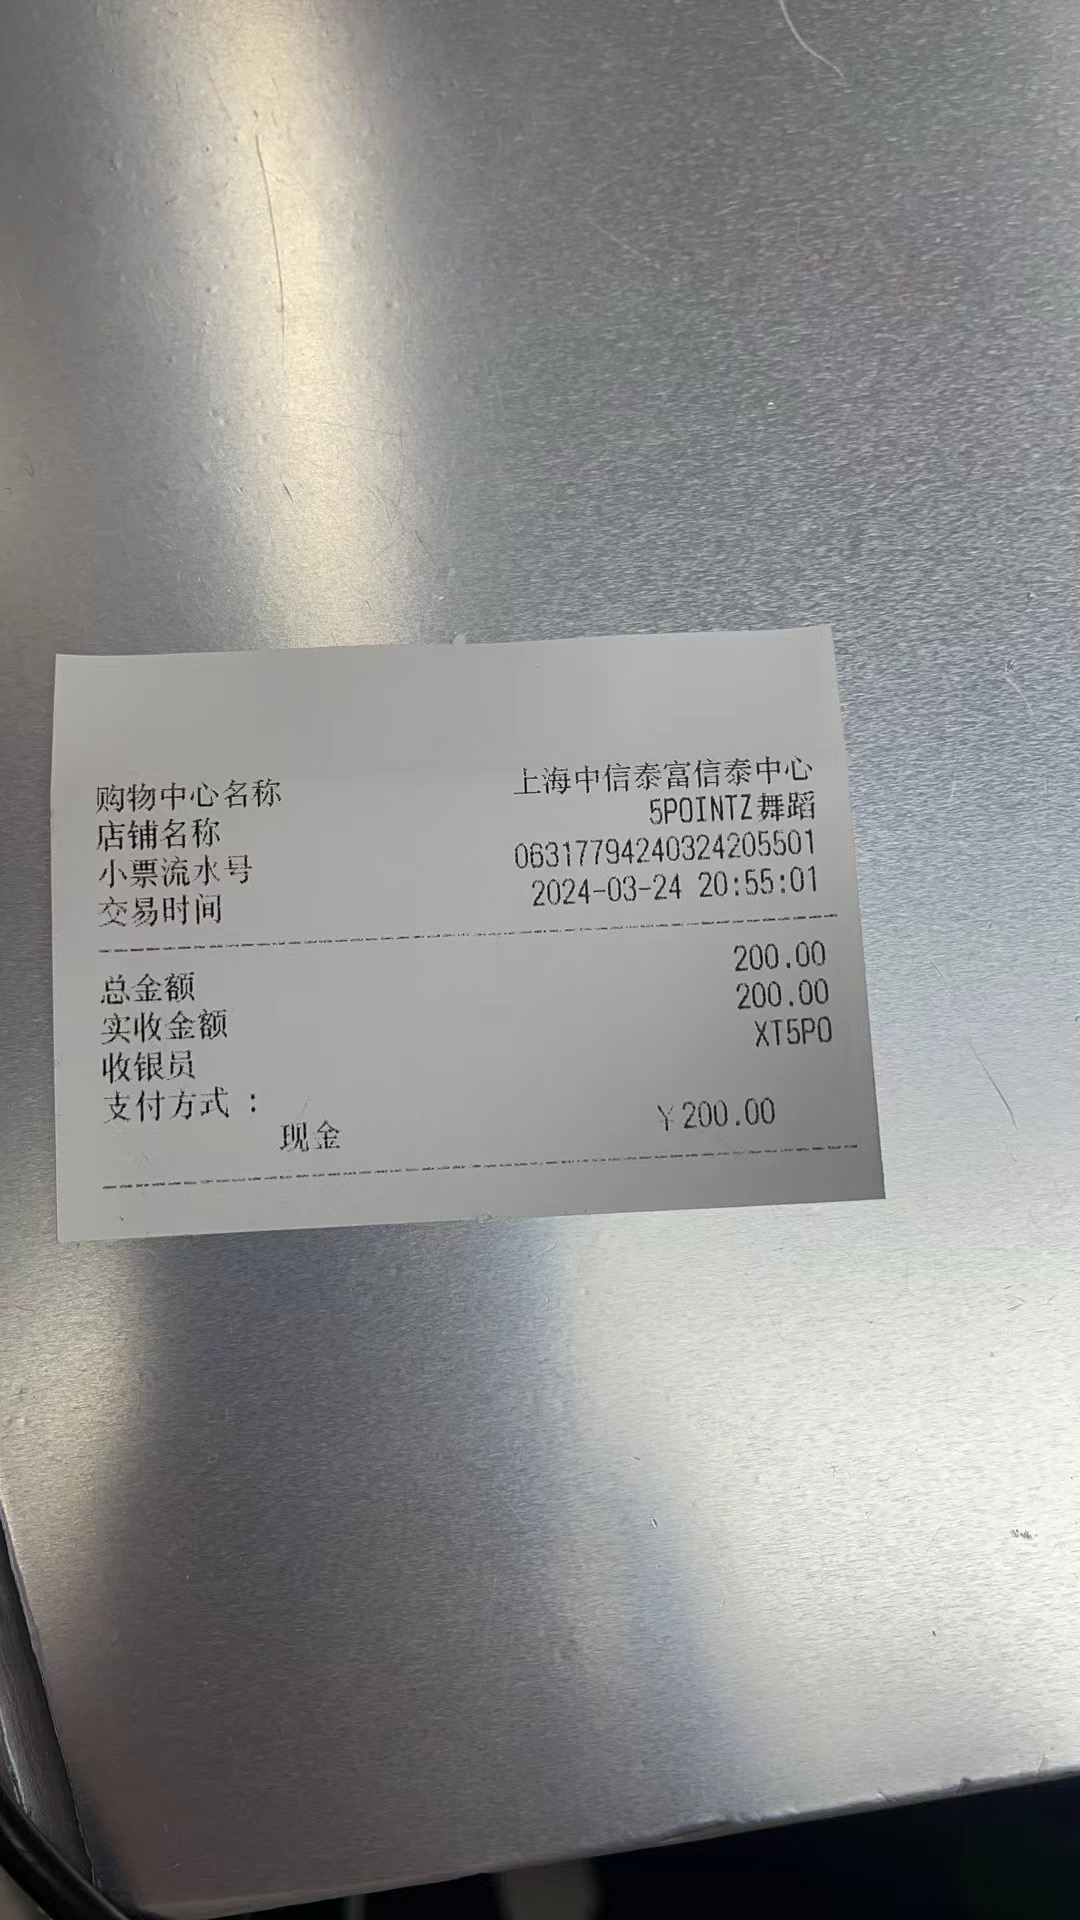 购物中心名称 上海中信泰富信泰中心
店铺名称 5POINTZ舞蹈
小票流水号 06317794240324205501
交易时间 2024-03-24 20:55:01
总金额 200.00
实收金额 200.00
收银员 XT5PO
支付方式：
现金 ￥200.00